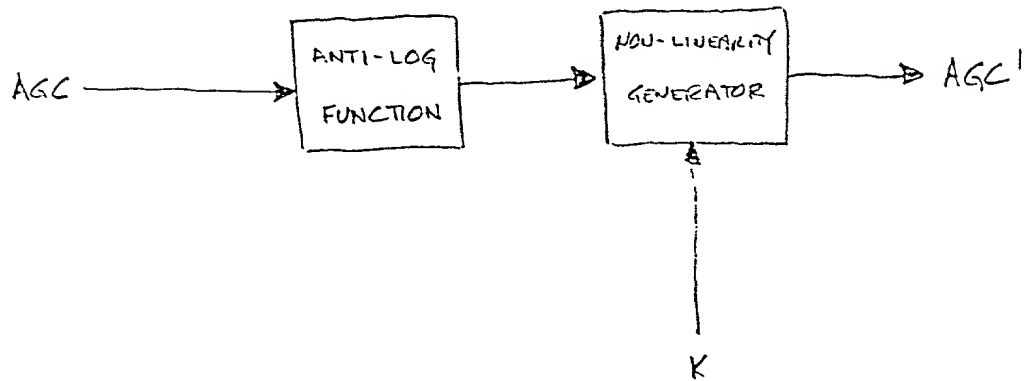 AGC
ANTI-LOG
FUNCTION
NON-LINEARITY
GENERATOR
AGC'
K